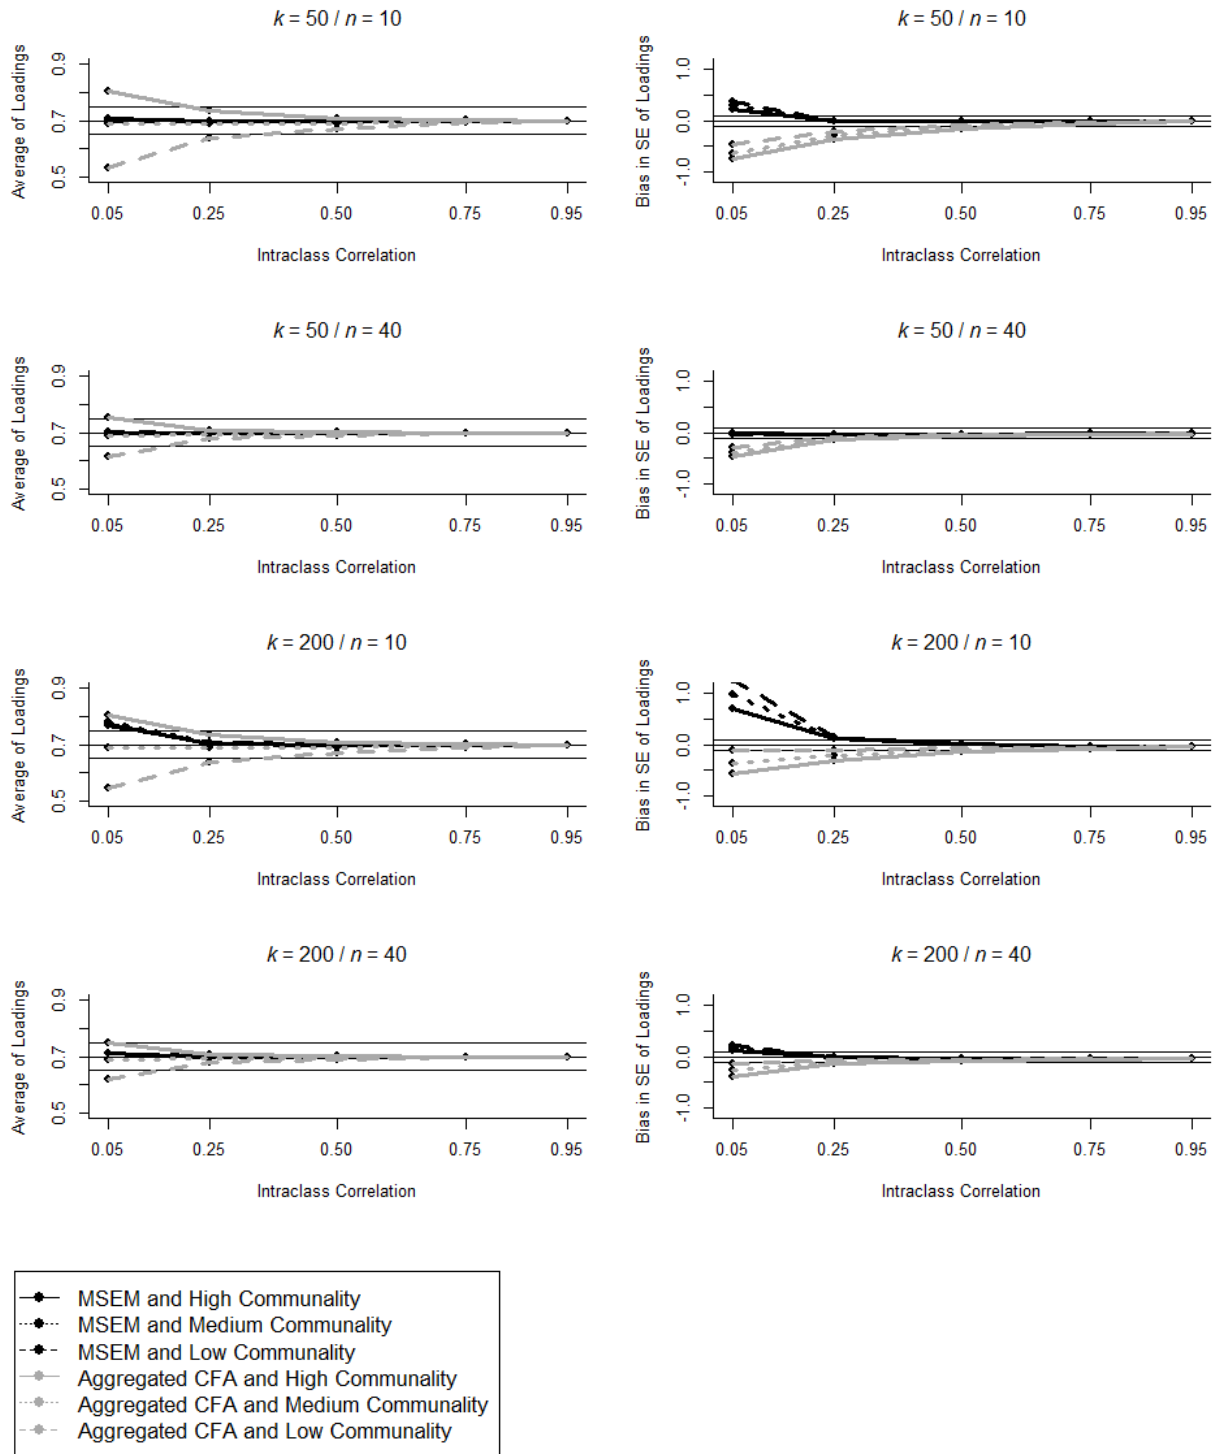 k = 50 / n = 10
k = 50 / n = 10
Average of Loadings
0.5 0.7 0.9
0.05 0.25 0.50 0.75 0.95
Intraclass Correlation
Bias in SE of Loadings
-1.0 0.0 1.0
0.05 0.25 0.50 0.75 0.95
Intraclass Correlation
k = 50 / n = 40
k = 50 / n = 40
Average of Loadings
0.5 0.7 0.9
0.05 0.25 0.50 0.75 0.95
Intraclass Correlation
Bias in SE of Loadings
-1.0 0.0 1.0
0.05 0.25 0.50 0.75 0.95
Intraclass Correlation
k = 200 / n = 10
k = 200 / n = 10
Average of Loadings
0.5 0.7 0.9
0.05 0.25 0.50 0.75 0.95
Intraclass Correlation
Bias in SE of Loadings
-1.0 0.0 1.0
0.05 0.25 0.50 0.75 0.95
Intraclass Correlation
k = 200 / n = 40
k = 200 / n = 40
Average of Loadings
0.5 0.7 0.9
0.05 0.25 0.50 0.75 0.95
Intraclass Correlation
Bias in SE of Loadings
-1.0 0.0 1.0
0.05 0.25 0.50 0.75 0.95
Intraclass Correlation
MSEM and High Communality
MSEM and Medium Communality
MSEM and Low Communality
Aggregated CFA and High Communality
Aggregated CFA and Medium Communality
Aggregated CFA and Low Communality